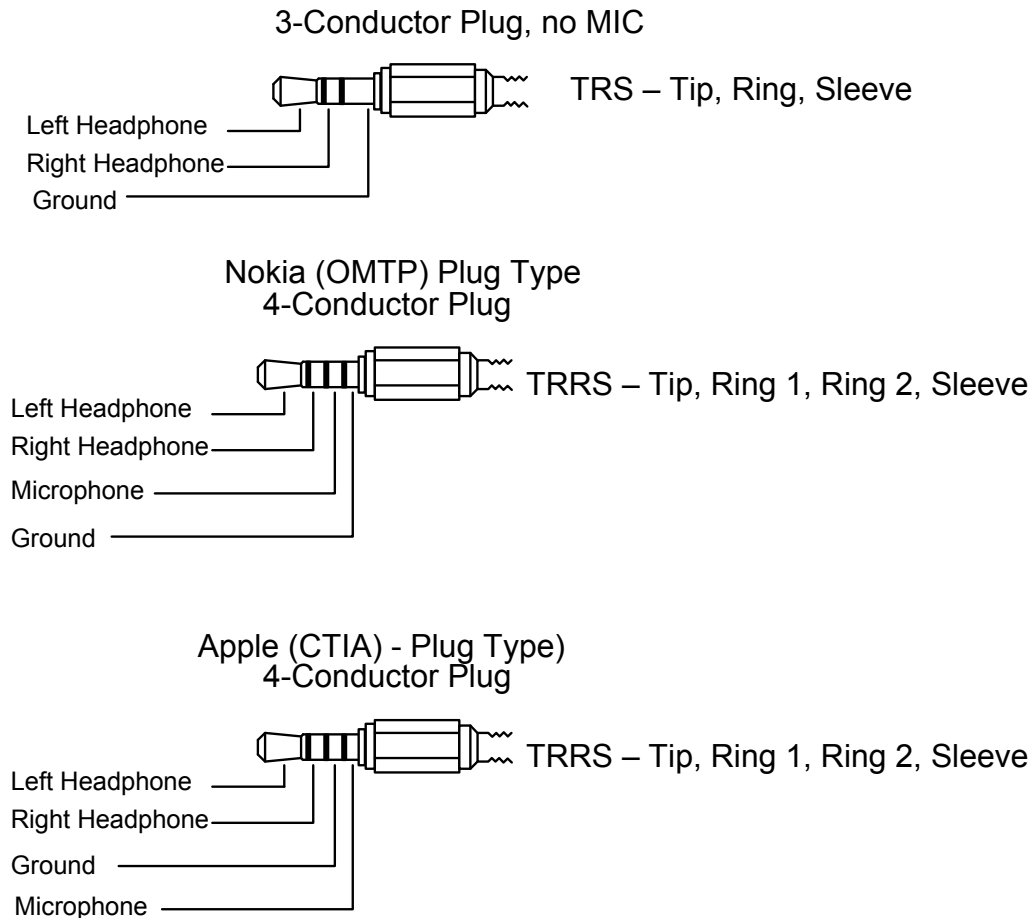 3-Conductor Plug, no MIC
TRS – Tip, Ring, Sleeve
Left Headphone
Right Headphone
Ground
Nokia (OMTP) Plug Type
4-Conductor Plug
TRRS – Tip, Ring 1, Ring 2, Sleeve
Left Headphone
Right Headphone
Microphone
Ground
Apple (CTIA) - Plug Type)
4-Conductor Plug
TRRS – Tip, Ring 1, Ring 2, Sleeve
Left Headphone
Right Headphone
Ground
Microphone